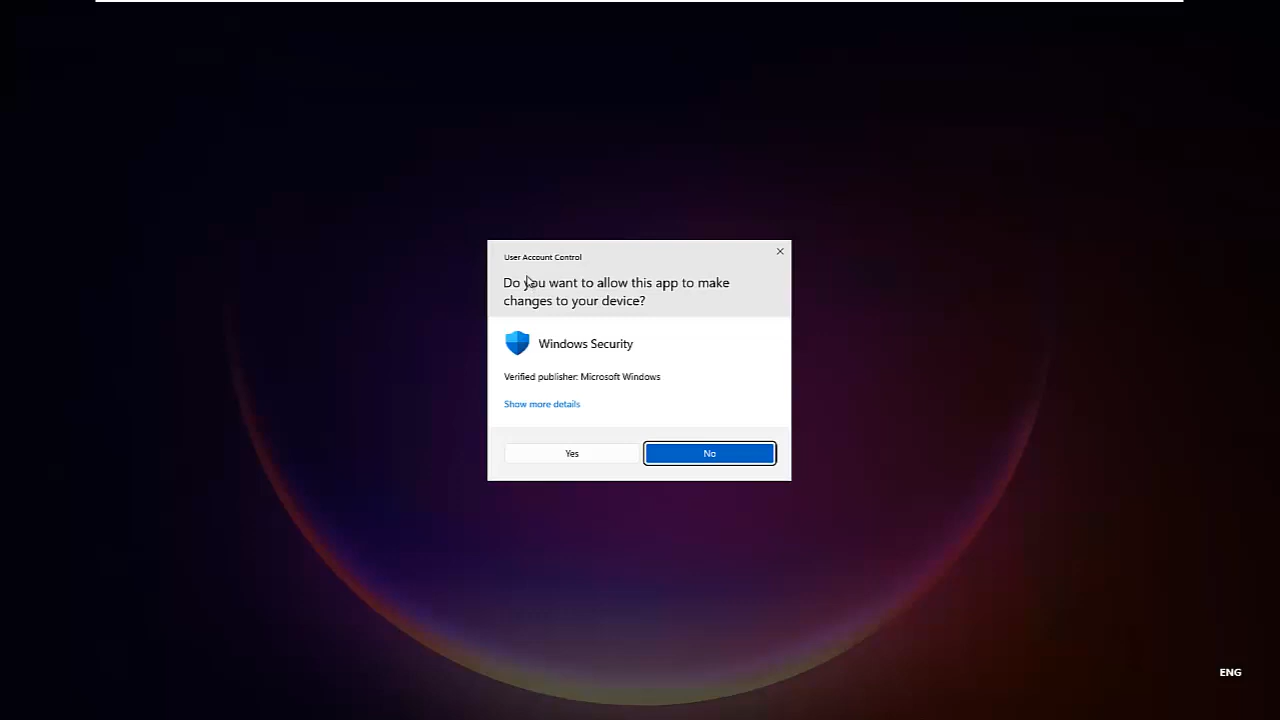 User Account Control
Do you want to allow this app to make
changes to your device?
Windows Security
Verified publisher: Microsoft Windows
Show more details
Yes
No
ENG